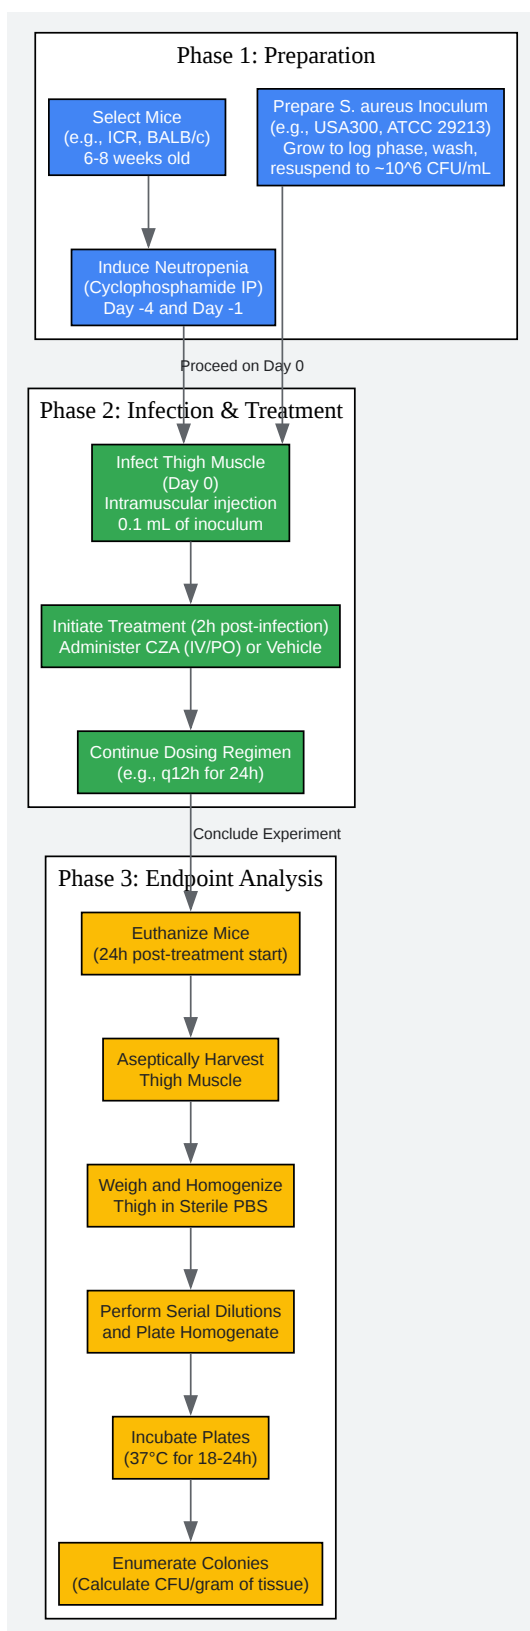 Phase 1: Preparation
Select Mice
(e.g., ICR, BALB/c)
6-8 weeks old
Prepare S. aureus Inoculum
(e.g., USA300, ATCC 29213)
Grow to log phase, wash,
resuspend to ~10^6 CFU/mL
Induce Neutropenia
(Cyclophosphamide IP)
Day -4 and Day -1
Proceed on Day 0
Phase 2: Infection & Treatment
Infect Thigh Muscle
(Day 0)
Intramuscular injection
0.1 mL of inoculum
Initiate Treatment (2h post-infection)
Administer CZA (IV/PO) or Vehicle
Continue Dosing Regimen
(e.g., q12h for 24h)
Conclude Experiment
Phase 3: Endpoint Analysis
Euthanize Mice
(24h post-treatment start)
Aseptically Harvest
Thigh Muscle
Weigh and Homogenize
Thigh in Sterile PBS
Perform Serial Dilutions
and Plate Homogenate
Incubate Plates
(37°C for 18-24h)
Enumerate Colonies
(Calculate CFU/gram of tissue)